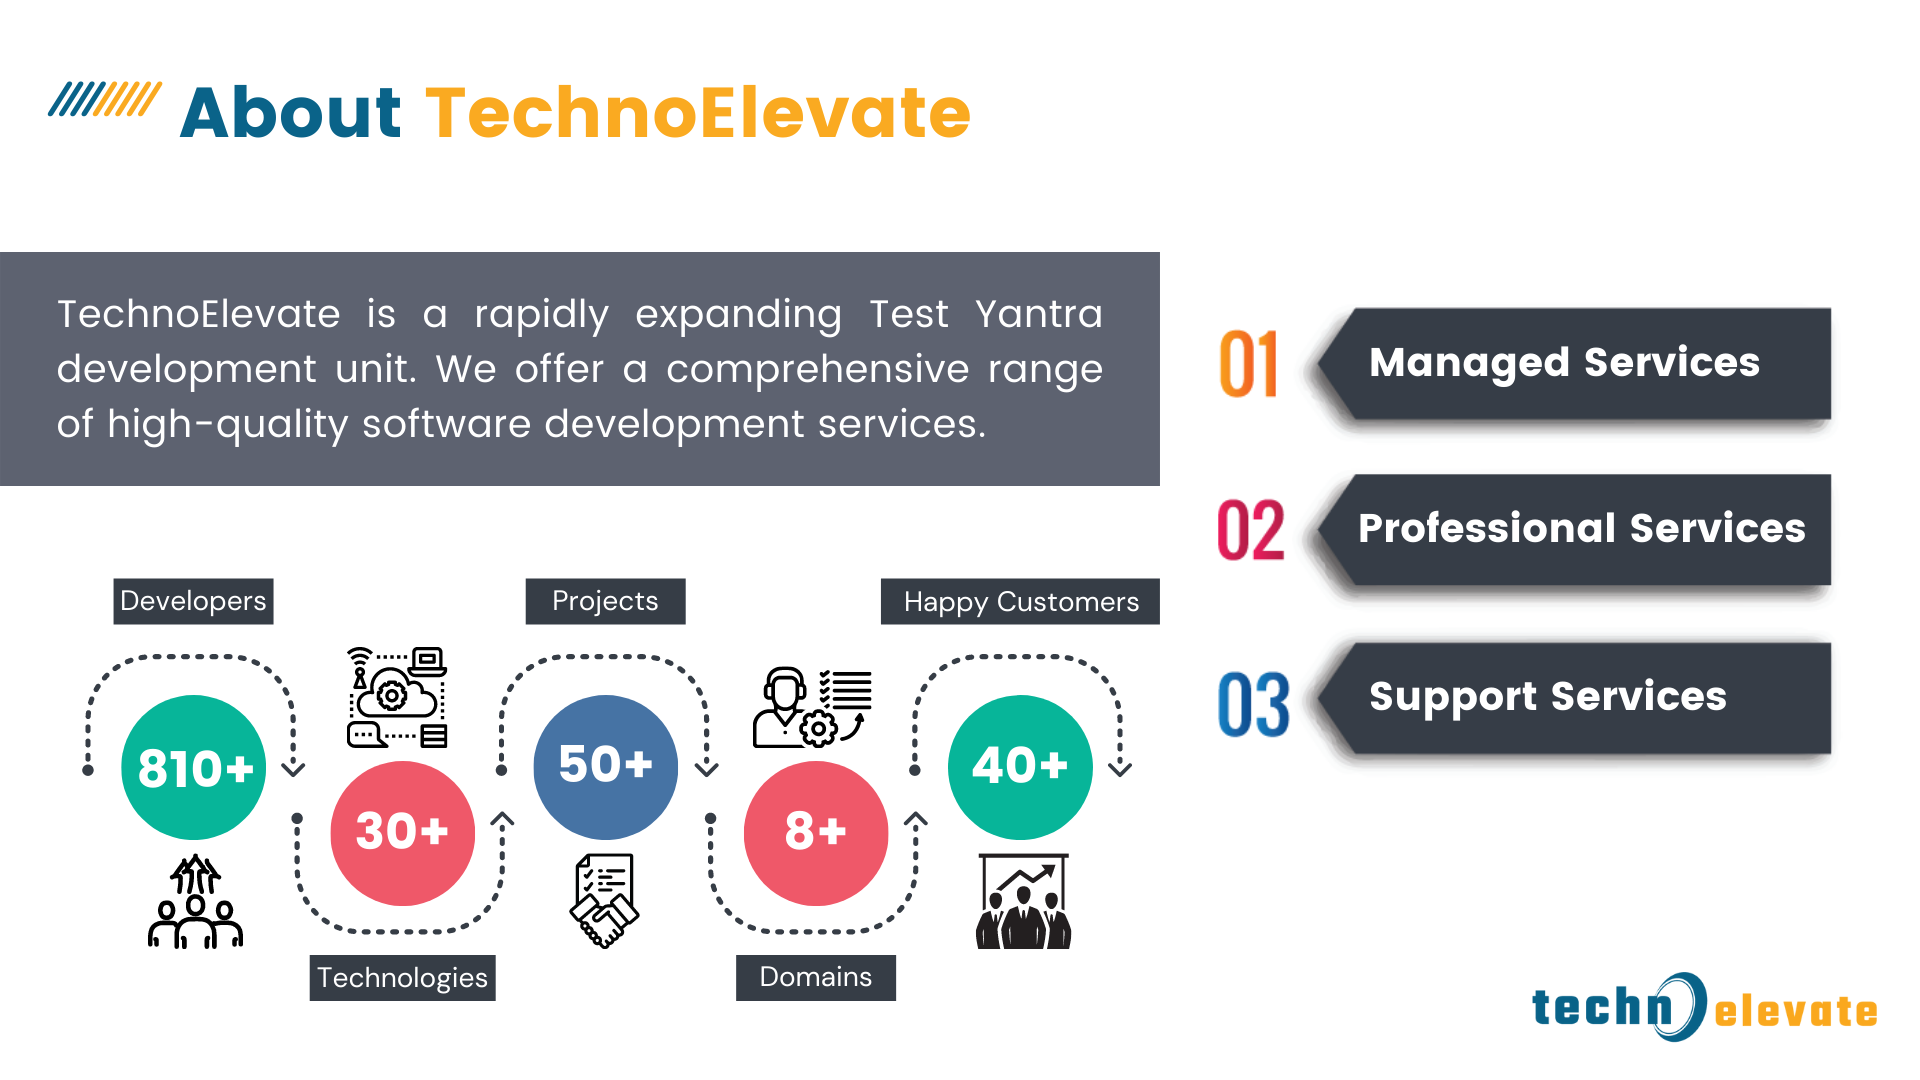 About TechnoElevate
TechnoElevate is a rapidly expanding Test Yantra
development unit. We offer a comprehensive range
of high-quality software development services.
01
Managed Services
02
Professional Services
03
Support Services
Developers
810+
30+
Technologies
Projects
50+
8+
Domains
Happy Customers
40+
techno elevate